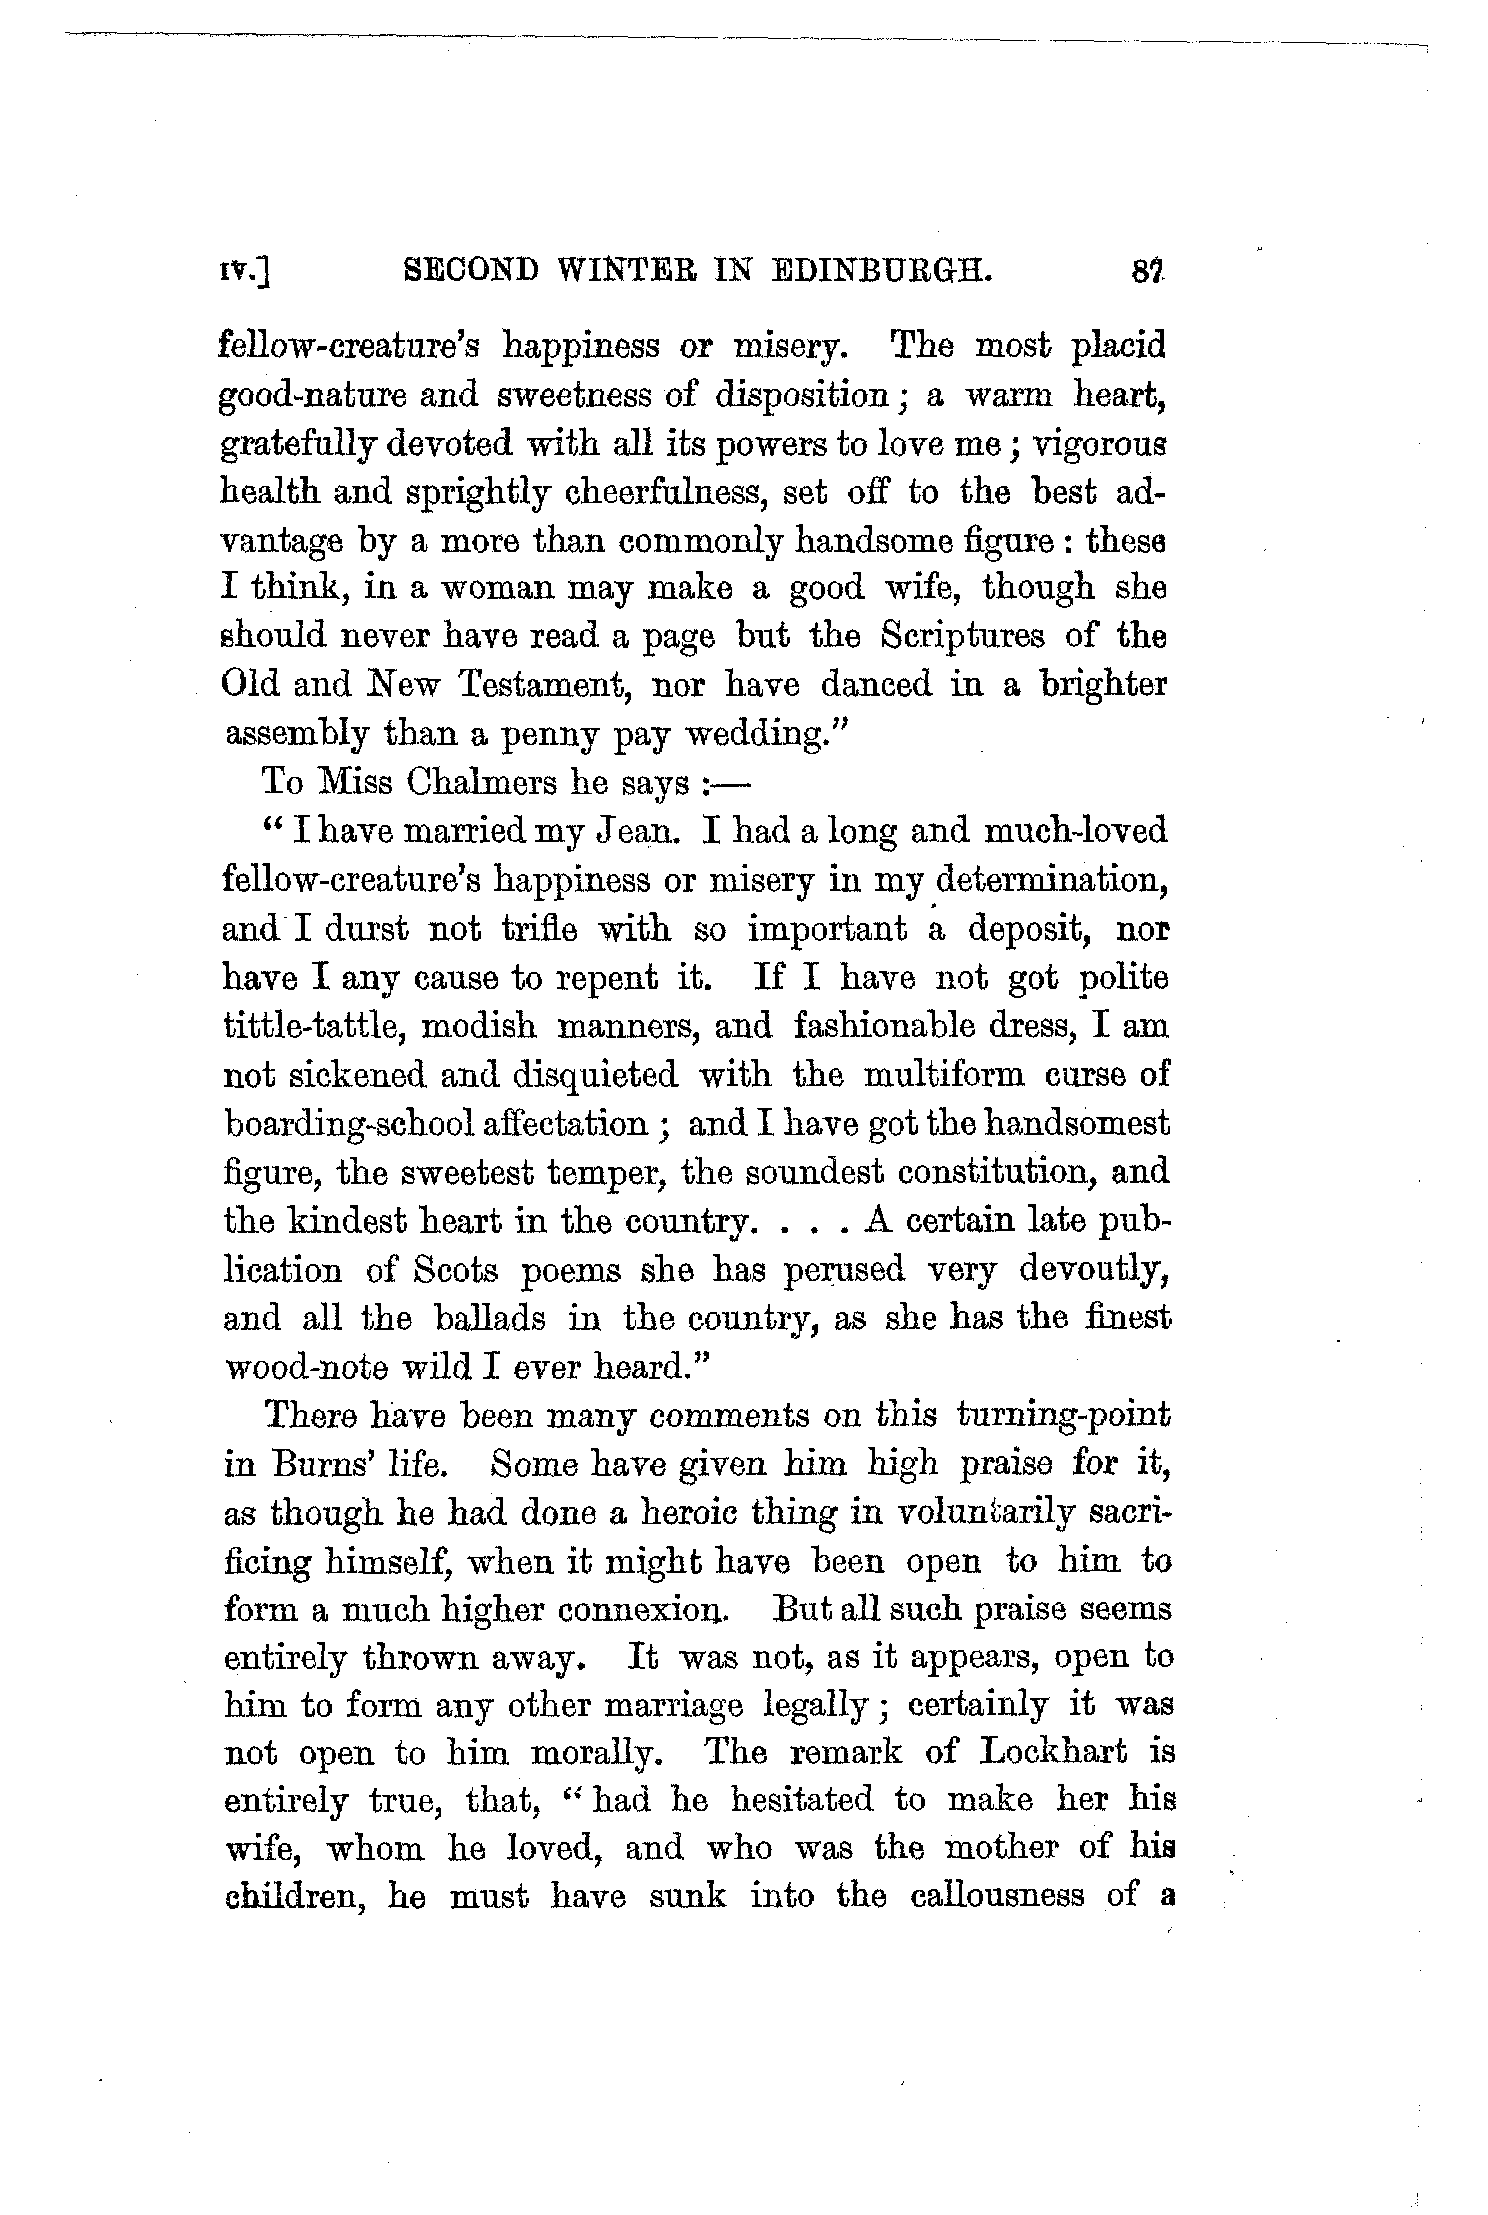 IV.] SECOND WINTER IN EDINBURGH. 87
fellow-creature's happiness or misery. The most placid
good-nature and sweetness of disposition; a warm heart,
gratefully devoted with all its powers to love me; vigorous
health and sprightly cheerfulness, set off to the best ad-
vantage by a more than commonly handsome figure: these
I think, in a woman may make a good wife, though she
should never have read a page but the Scriptures of the
Old and New Testament, nor have danced in a brighter
assembly than a penny pay wedding."
To Miss Chalmers he says:—
"I have married my Jean. I had a long and much-loved
fellow-creature's happiness or misery in my determination,
and I durst not trifle with so important a deposit, nor
have I any cause to repent it. If I have not got polite
tittle-tattle, modish manners, and fashionable dress, I am
not sickened and disquieted with the multiform curse of
boarding-school affectation; and I have got the handsomest
figure, the sweetest temper, the soundest constitution, and
the kindest heart in the country. . . . A certain late pub-
lication of Scots poems she has perused very devoutly,
and all the ballads in the country, as she has the finest
wood-note wild I ever heard."
There have been many comments on this turning-point
in Burns' life. Some have given him high praise for it,
as though he had done a heroic thing in voluntarily sacri-
ficing himself, when it might have been open to him to
form a much higher connexion. But all such praise seems
entirely thrown away. It was not, as it appears, open to
him to form any other marriage legally; certainly it was
not open to him morally. The remark of Lockhart is
entirely true, that, "had he hesitated to make her his
wife, whom he loved, and who was the mother of his
children, he must have sunk into the callousness of a